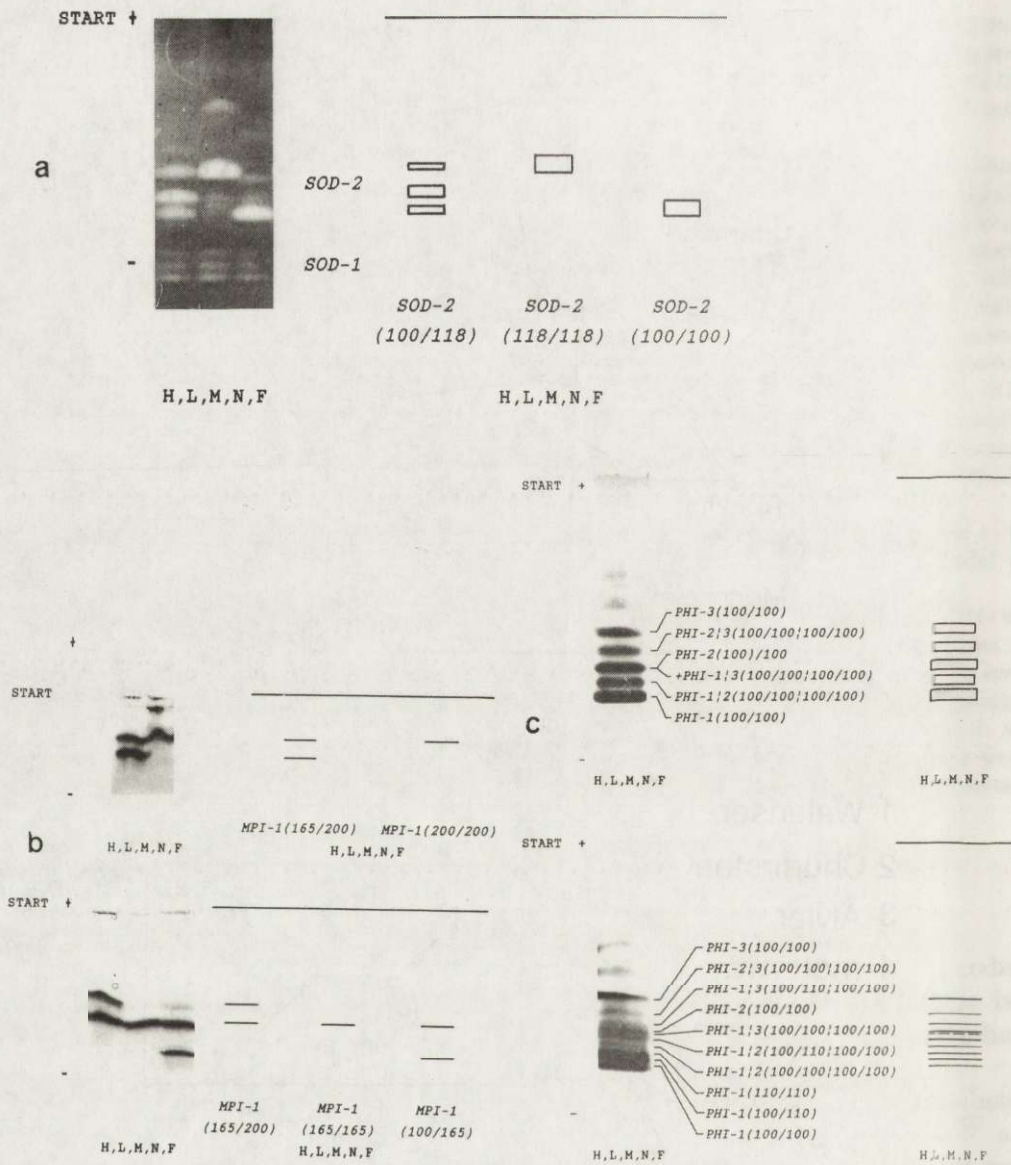 START +
a
SOD-2
- SOD-1
SOD-2 SOD-2 SOD-2
(100/118) (118/118) (100/100)
H,L,M,N,F H,L,M,N,F
START +
PHI-3(100/100)
PHI-2¦3(100/100¦100/100)
PHI-2(100)/100
+PHI-1¦3(100/100¦100/100)
PHI-1¦2(100/100¦100/100)
PHI-1(100/100)
c
-
H,L,M,N,F H,L,M,N,F
+
START
-
MPI-1(165/200) MPI-1(200/200)
b
H,L,M,N,F H,L,M,N,F
START +
-
MPI-1 MPI-1 MPI-1
(165/200) (165/165) (100/165)
H,L,M,N,F H,L,M,N,F
START +
PHI-3(100/100)
PHI-2¦3(100/100¦100/100)
PHI-1¦3(100/110¦100/100)
PHI-2(100/100)
PHI-1¦3(100/100¦100/100)
PHI-1¦2(100/110¦100/100)
PHI-1¦2(100/100¦100/100)
PHI-1(110/110)
PHI-1(100/110)
PHI-1(100/100)
-
H,L,M,N,F H,L,M,N,F